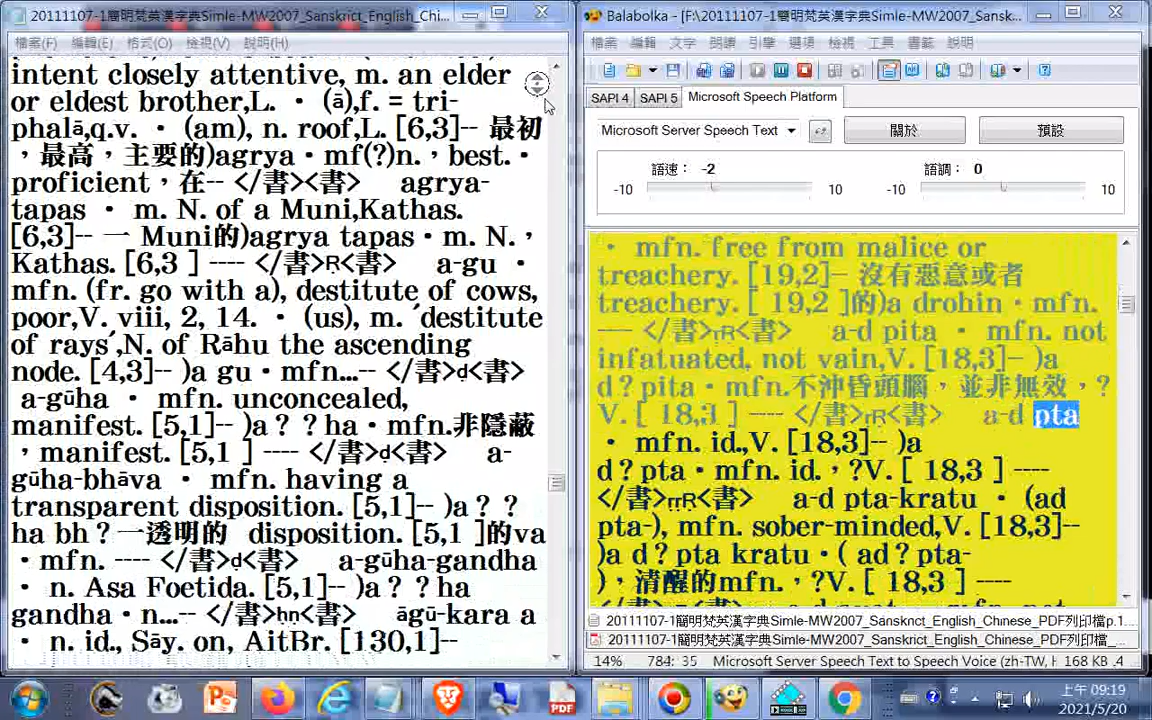 20111107-1簡明梵英漢字典Simle-MW2007_Sanskrict_English_Chi...
檔案(F) 編輯(E) 格式(O) 檢視(V) 說明(H)
intent closely attentive, m. an elder
or eldest brother,L. · (ā),f. = tri-
phalā,q.v. · (am), n. roof,L. [6,3]-- 最初
，最高，主要的)agrya · mf(?)n.，best. ·
proficient，在-- </書><書> agrya-
tapas · m. N. of a Muni,Kathas.
[6,3]-- 一 Muni的)agrya tapas · m. N.，
Kathas. [6,3 ] ---- </書>Ṛ<書> a-gu ·
mfn. (fr. go with a), destitute of cows,
poor,V. viii, 2, 14. · (us), m. ´destitute
of rays´,N. of Rāhu the ascending
node. [4,3]-- )a gu · mfn...-- </書>ḍ<書>
a-gūha · mfn. unconcealed,
manifest. [5,1]-- )a？？ha · mfn.非隱蔽
，manifest. [5,1 ] ---- </書>ḍ<書> a-
gūha-bhāva · mfn. having a
transparent disposition. [5,1]-- )a？？
ha bh？一透明的 disposition. [5,1 ]的va
· mfn. ---- </書>ḍ<書> a-gūha-gandha
· n. Asa Foetida. [5,1]-- )a？？ha
gandha · n...-- </書>ḥṇ<書> āgū-kara a
· n. id., Sāy. on, AitBr. [130,1]--
Balabolka - [F:\20111107-1簡明梵英漢字典Simle-MW2007_Sansk...
檔案 編輯 文字 朗讀 引擎 選項 檢視 工具 書籤 說明
SAPI 4 SAPI 5 Microsoft Speech Platform
Microsoft Server Speech Text 關於 預設
語速： -2 語調： 0
-10 10 -10 10
· mfn. free from malice or
treachery. [19,2]- 沒有惡意或者
treachery. [ 19,2 ]的)a drohin · mfn.
---- </書>rṛR<書> a-d pita · mfn. not
infatuated, not vain,V. [18,3]-- )a
d？pita · mfn.不沖昏頭腦，並非無效，？
V. [ 18,3 ] ---- </書>rṛR<書> a-d pta
· mfn. id.,V. [18,3]-- )a
d？pta · mfn. id.，?V. [ 18,3 ] ----
</書>rṛR<書> a-d pta-kratu · (ad
pta-), mfn. sober-minded,V. [18,3]--
)a d？pta kratu · ( ad？pta-
)，清醒的mfn.，?V. [ 18,3 ] ----
20111107-1簡明梵英漢字典Simle-MW2007_Sanskrict_English_Chinese_PDF列印檔_p.1...
20111107-1簡明梵英漢字典Simle-MW2007_Sanskrict_English_Chinese_PDF列印檔_...
14% 784: 35 Microsoft Server Speech Text to Speech Voice (zh-TW, H 168 KB .4
上午 09:19
2021/5/20